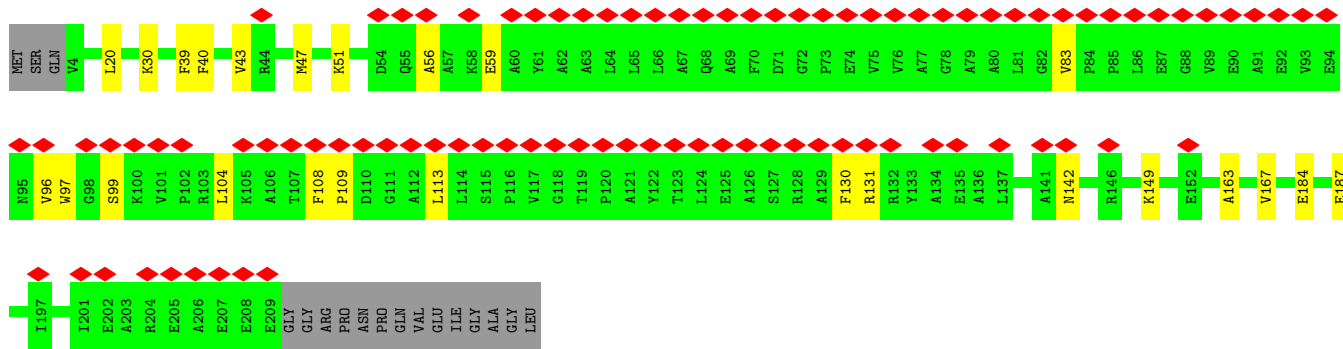 MET SER GLN V4 L20 K30 F39 F40 V43 R44 M47 K51 D54 Q55 A56 A57 K58 E59 A60 Y61 A62 A63 L64 L65 L66 A67 Q68 A69 F70 D71 G72 P73 E74 V75 V76 A77 G78 A79 A80 L81 G82 V83 P84 P85 L86 E87 G88 V89 E90 A91 E92 V93 E94
N95 V96 W97 G98 S99 K100 V101 P102 R103 L104 K105 A106 T107 F108 P109 D110 G111 A112 L113 L114 S115 P116 V117 G118 T119 P120 A121 Y122 T123 L124 E125 A126 S127 R128 A129 F130 R131 R132 Y133 A134 E135 A136 L137 A141 N142 R146 K149 E152 A163 V167 E184 E187
I197 I201 E202 A203 R204 E205 A206 E207 E208 E209 GLY GLY ARG PRO ASN PRO GLN VAL GLU ILE GLY ALA GLY LEU